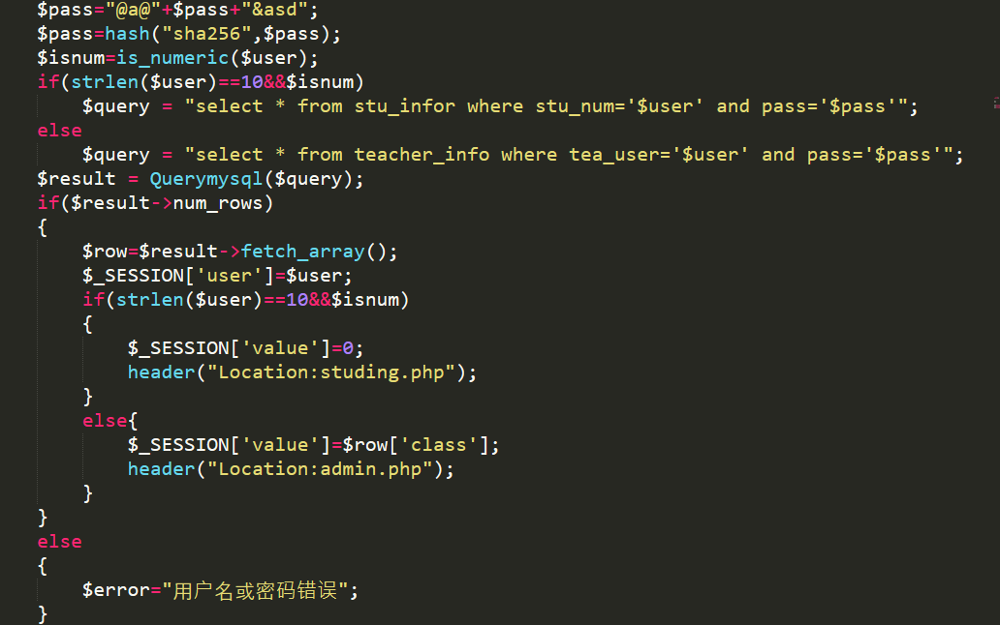 $pass="@a@"+$pass+"&asd";
$pass=hash("sha256",$pass);
$isnum=is_numeric($user);
if(strlen($user)==10&&$isnum)
    $query = "select * from stu_infor where stu_num='$user' and pass='$pass'";
else
    $query = "select * from teacher_info where tea_user='$user' and pass='$pass'";
$result = Querymysql($query);
if($result->num_rows)
{
    $row=$result->fetch_array();
    $_SESSION['user']=$user;
    if(strlen($user)==10&&$isnum)
    {
        $_SESSION['value']=0;
        header("Location:studing.php");
    }
    else{
        $_SESSION['value']=$row['class'];
        header("Location:admin.php");
    }
}
else
{
    $error="用户名或密码错误";
}